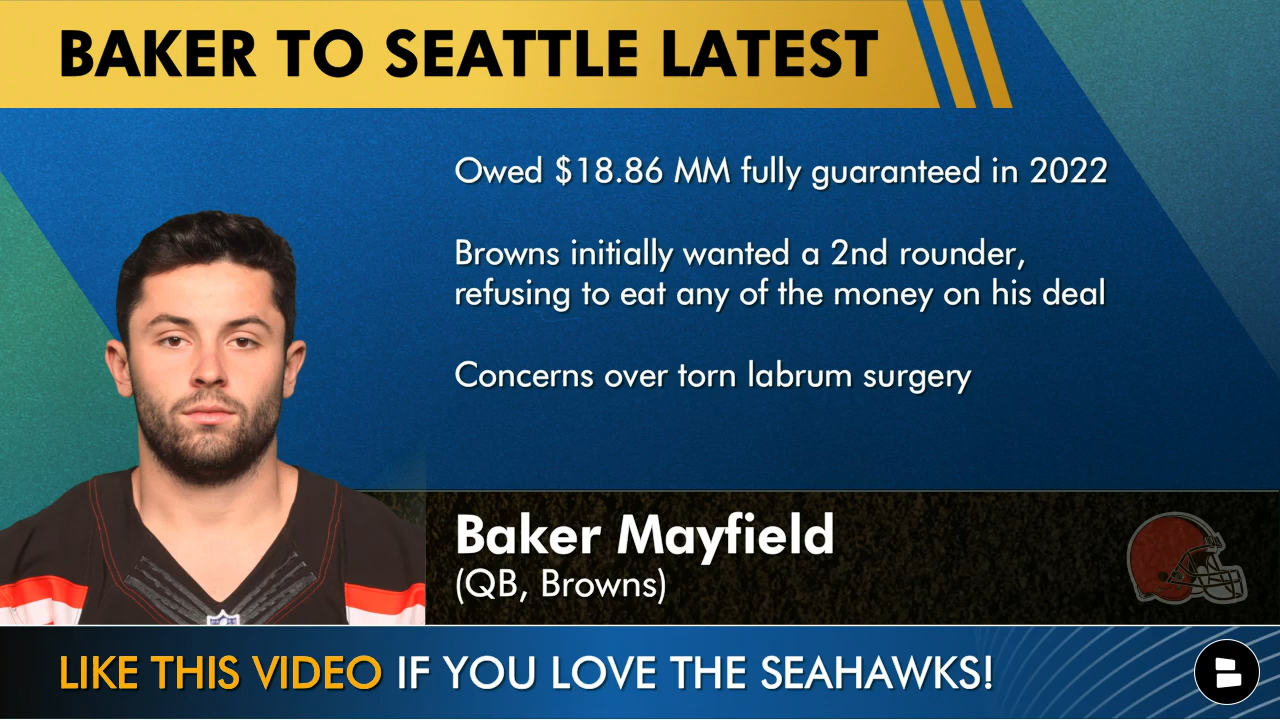 BAKER TO SEATTLE LATEST
Owed $18.86 MM fully guaranteed in 2022
Browns initially wanted a 2nd rounder,
refusing to eat any of the money on his deal
Concerns over torn labrum surgery
Baker Mayfield
(QB, Browns)
LIKE THIS VIDEO IF YOU LOVE THE SEAHAWKS!